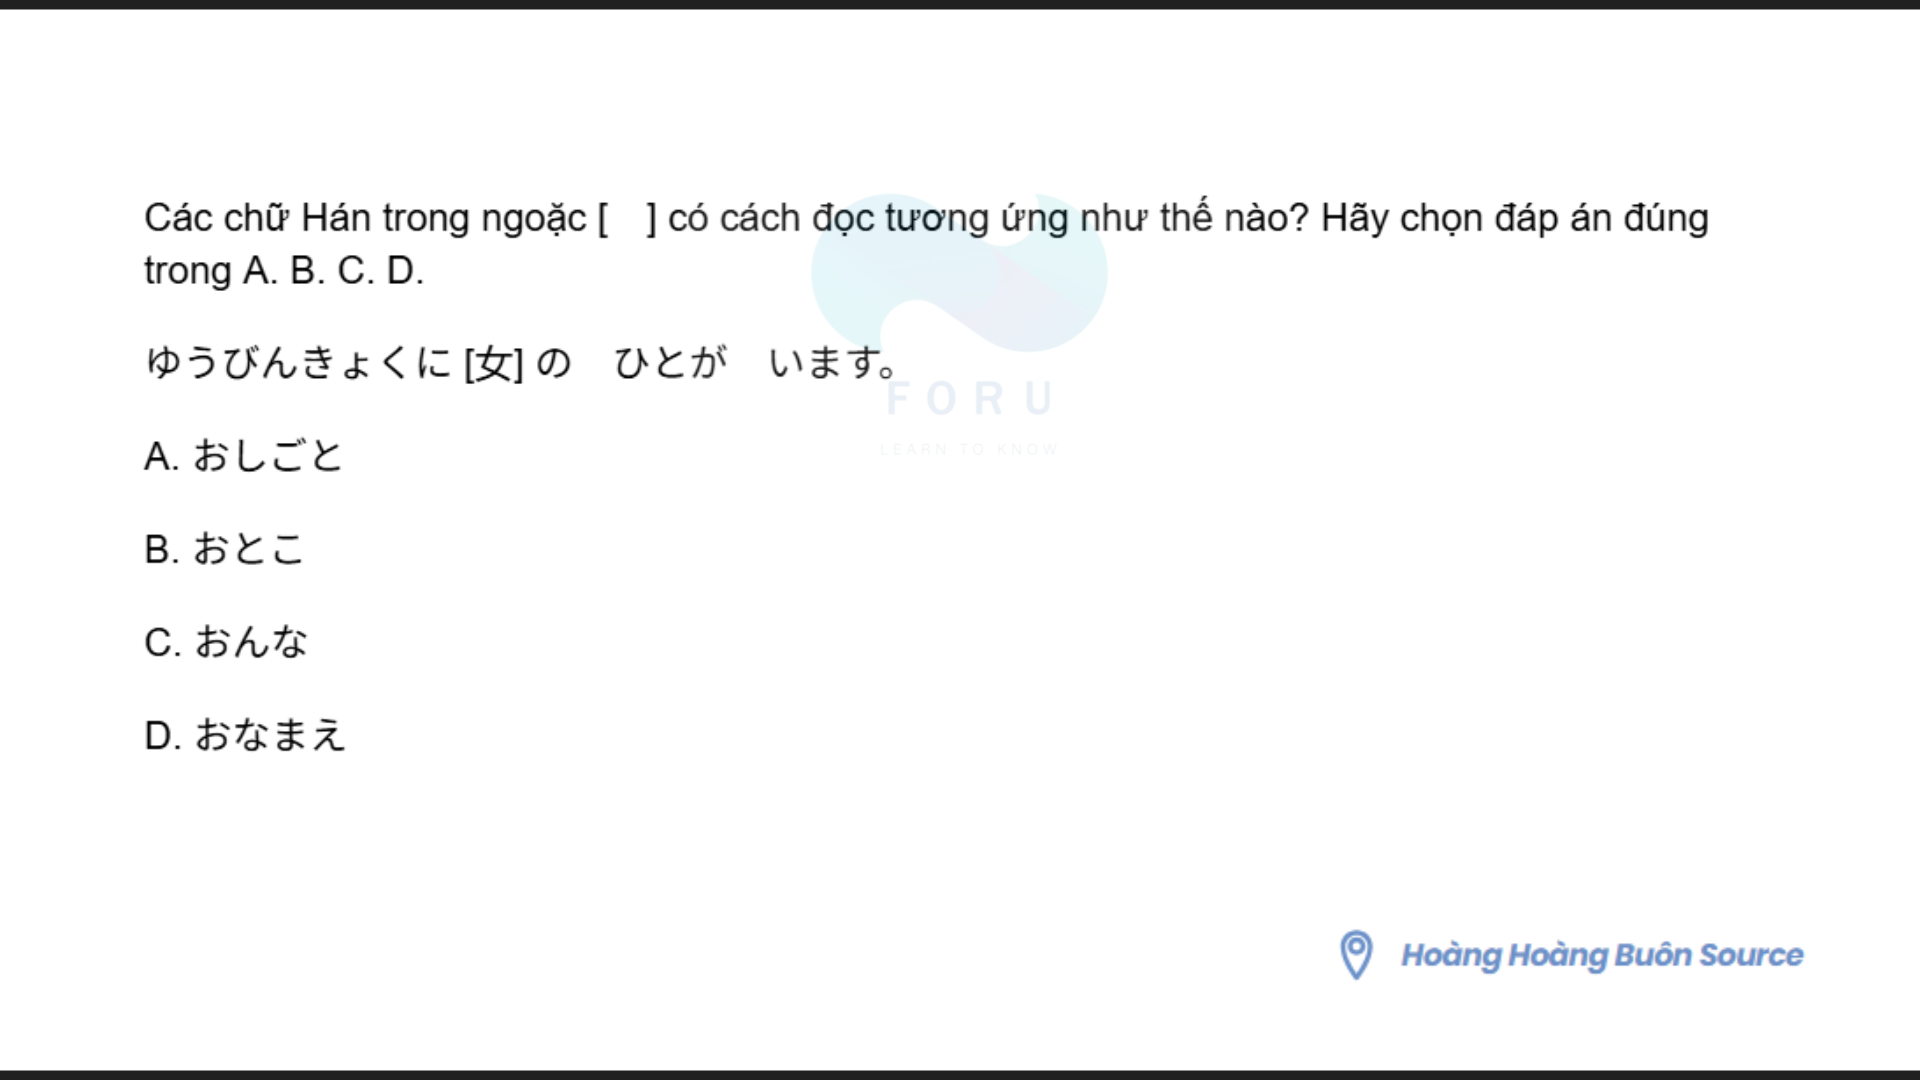 Các chữ Hán trong ngoặc [　] có cách đọc tương ứng như thế nào? Hãy chọn đáp án đúng
trong A. B. C. D.
ゆうびんきょくに [女] の　ひとが　います。
FORU
LEARN TO KNOW
A. おしごと
B. おとこ
C. おんな
D. おなまえ
Hoàng Hoàng Buôn Source